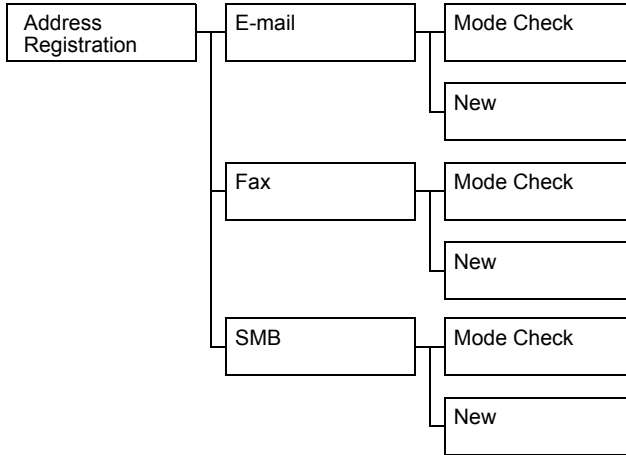 Address
Registration
E-mail
Mode Check
New
Fax
Mode Check
New
SMB
Mode Check
New